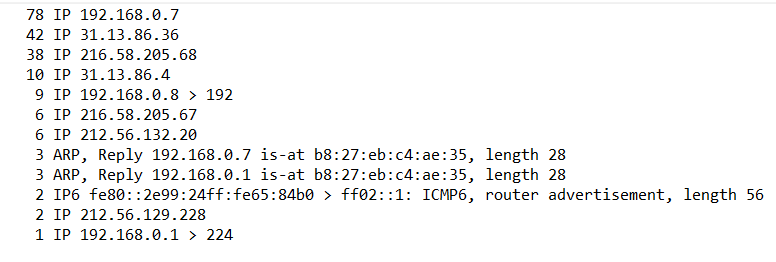 78 IP 192.168.0.7
42 IP 31.13.86.36
38 IP 216.58.205.68
10 IP 31.13.86.4
9 IP 192.168.0.8 > 192
6 IP 216.58.205.67
6 IP 212.56.132.20
3 ARP, Reply 192.168.0.7 is-at b8:27:eb:c4:ae:35, length 28
3 ARP, Reply 192.168.0.1 is-at b8:27:eb:c4:ae:35, length 28
2 IP6 fe80::2e99:24ff:fe65:84b0 > ff02::1: ICMP6, router advertisement, length 56
2 IP 212.56.129.228
1 IP 192.168.0.1 > 224